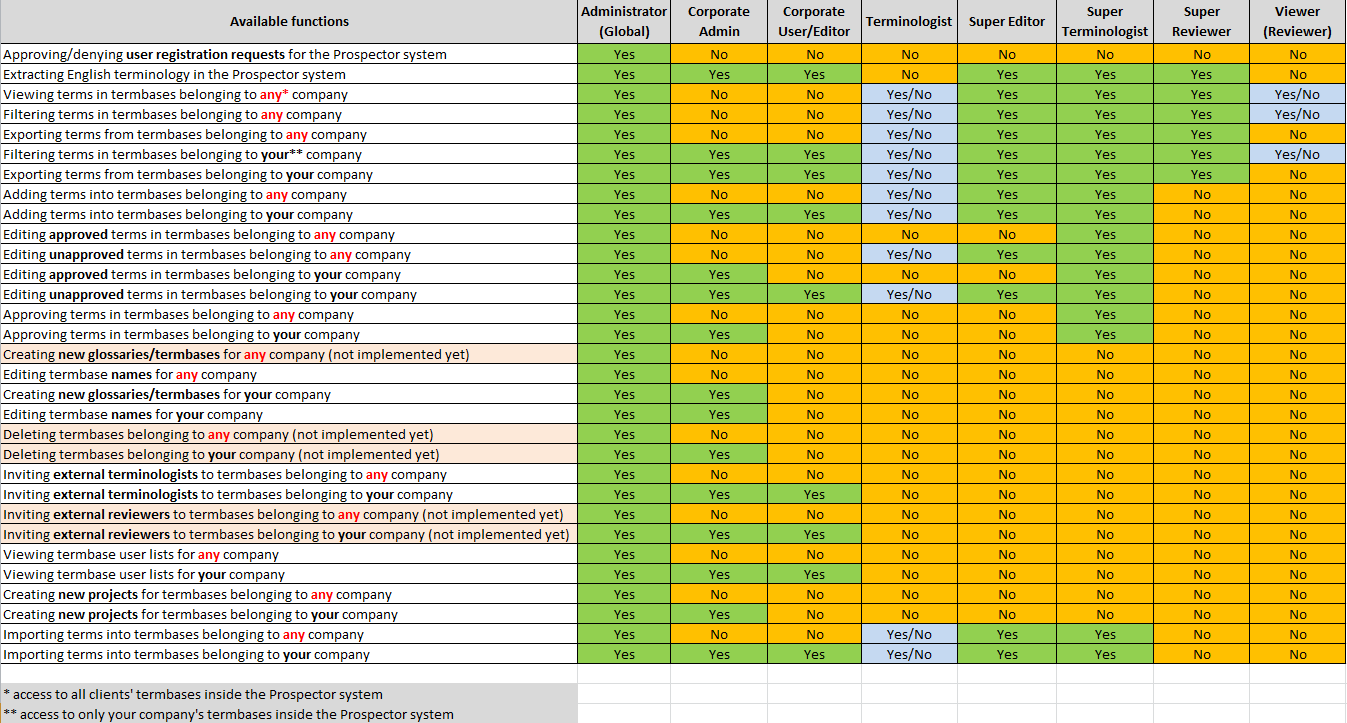 Available functions Administrator (Global) Corporate Admin Corporate User/Editor Terminologist Super Editor Super Terminologist Super Reviewer Viewer (Reviewer)
Approving/denying user registration requests for the Prospector system Yes No No No No No No No
Extracting English terminology in the Prospector system Yes Yes Yes No Yes Yes Yes No
Viewing terms in termbases belonging to any* company Yes No No Yes/No Yes Yes Yes Yes/No
Filtering terms in termbases belonging to any company Yes No No Yes/No Yes Yes Yes Yes/No
Exporting terms from termbases belonging to any company Yes No No Yes/No Yes Yes Yes No
Filtering terms in termbases belonging to your** company Yes Yes Yes Yes/No Yes Yes Yes Yes/No
Exporting terms from termbases belonging to your company Yes Yes Yes Yes/No Yes Yes Yes No
Adding terms into termbases belonging to any company Yes No No Yes/No Yes Yes No No
Adding terms into termbases belonging to your company Yes Yes Yes Yes/No Yes Yes No No
Editing approved terms in termbases belonging to any company Yes No No No No Yes No No
Editing unapproved terms in termbases belonging to any company Yes No No Yes/No Yes Yes No No
Editing approved terms in termbases belonging to your company Yes Yes No No No Yes No No
Editing unapproved terms in termbases belonging to your company Yes Yes Yes Yes/No Yes Yes No No
Approving terms in termbases belonging to any company Yes No No No No Yes No No
Approving terms in termbases belonging to your company Yes Yes No No No Yes No No
Creating new glossaries/termbases for any company (not implemented yet) Yes No No No No No No No
Editing termbase names for any company Yes No No No No No No No
Creating new glossaries/termbases for your company Yes Yes No No No No No No
Editing termbase names for your company Yes Yes No No No No No No
Deleting termbases belonging to any company (not implemented yet) Yes No No No No No No No
Deleting termbases belonging to your company (not implemented yet) Yes Yes No No No No No No
Inviting external terminologists to termbases belonging to any company Yes No No No No No No No
Inviting external terminologists to termbases belonging to your company Yes Yes Yes No No No No No
Inviting external reviewers to termbases belonging to any company (not implemented yet) Yes No No No No No No No
Inviting external reviewers to termbases belonging to your company (not implemented yet) Yes Yes Yes No No No No No
Viewing termbase user lists for any company Yes No No No No No No No
Viewing termbase user lists for your company Yes Yes Yes No No No No No
Creating new projects for termbases belonging to any company Yes No No No No No No No
Creating new projects for termbases belonging to your company Yes Yes No No No No No No
Importing terms into termbases belonging to any company Yes No No Yes/No Yes Yes No No
Importing terms into termbases belonging to your company Yes Yes Yes Yes/No Yes Yes No No
* access to all clients' termbases inside the Prospector system
** access to only your company's termbases inside the Prospector system